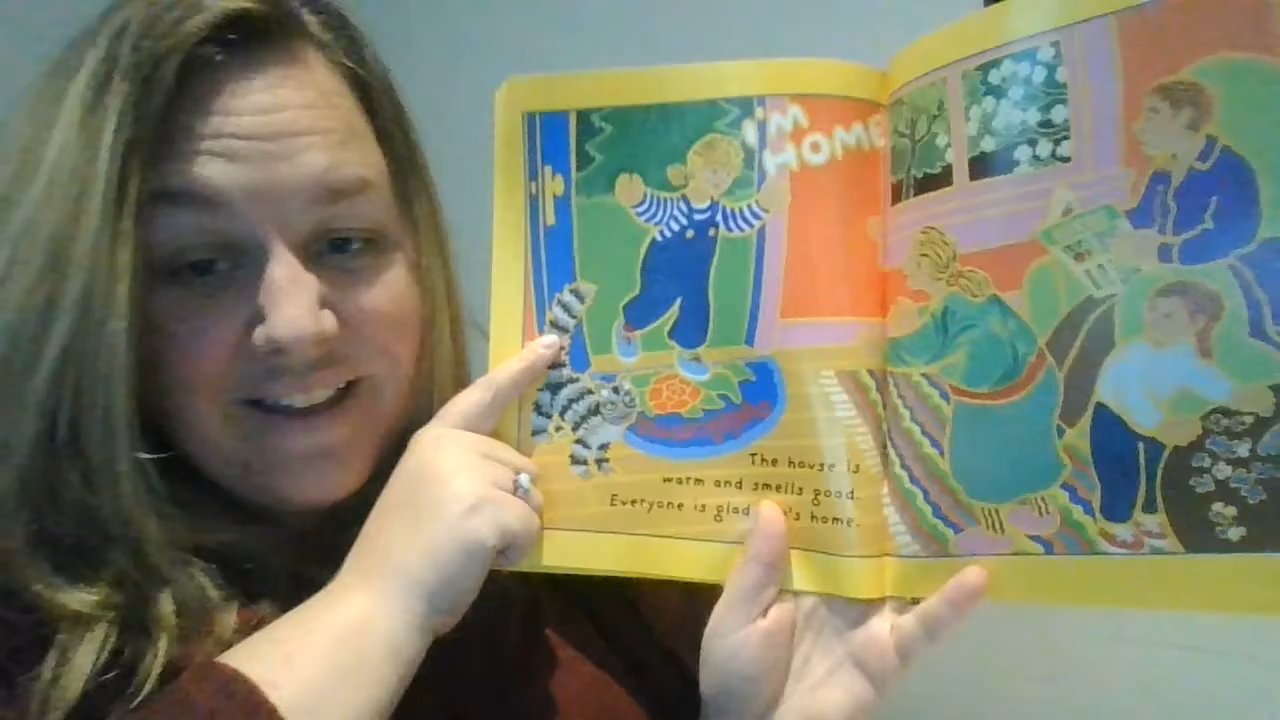 I'M
HOME
The house is
warm and smells good.
Everyone is glad 's home.